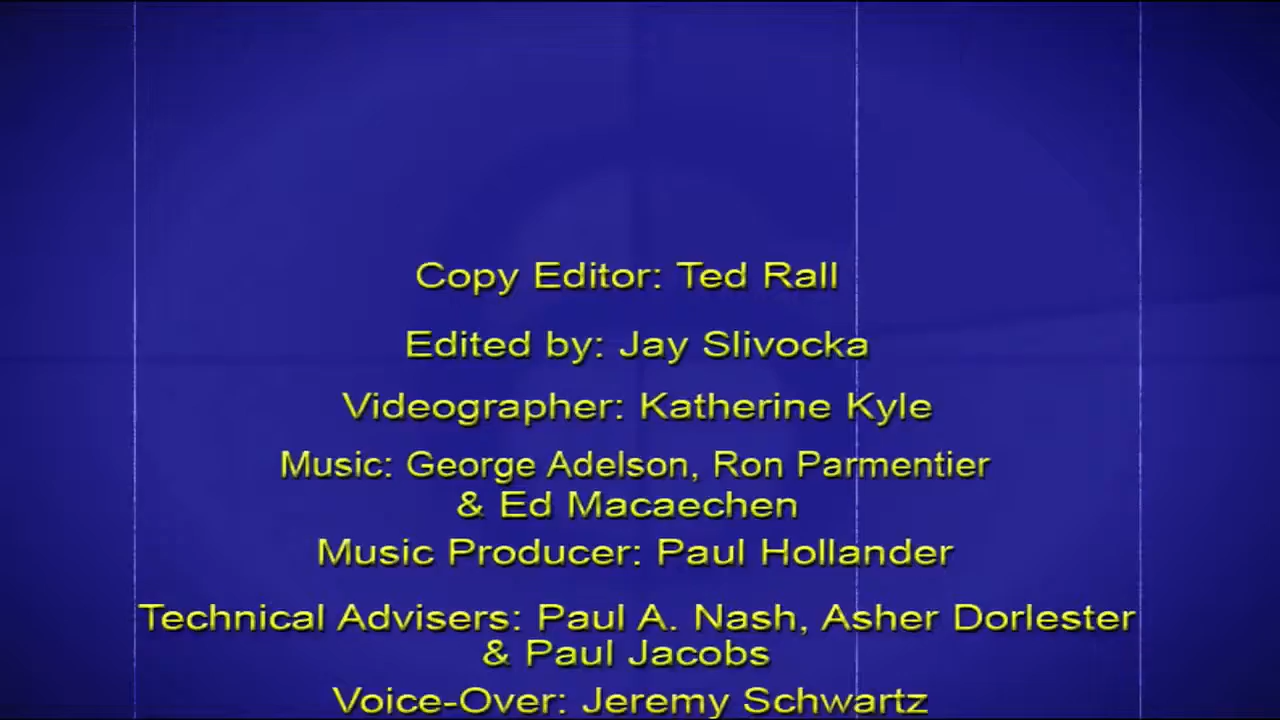 Copy Editor: Ted Rall
Edited by: Jay Slivocka
Videographer: Katherine Kyle
Music: George Adelson, Ron Parmentier
& Ed Macaechen
Music Producer: Paul Hollander
Technical Advisers: Paul A. Nash, Asher Dorlester
& Paul Jacobs
Voice-Over: Jeremy Schwartz